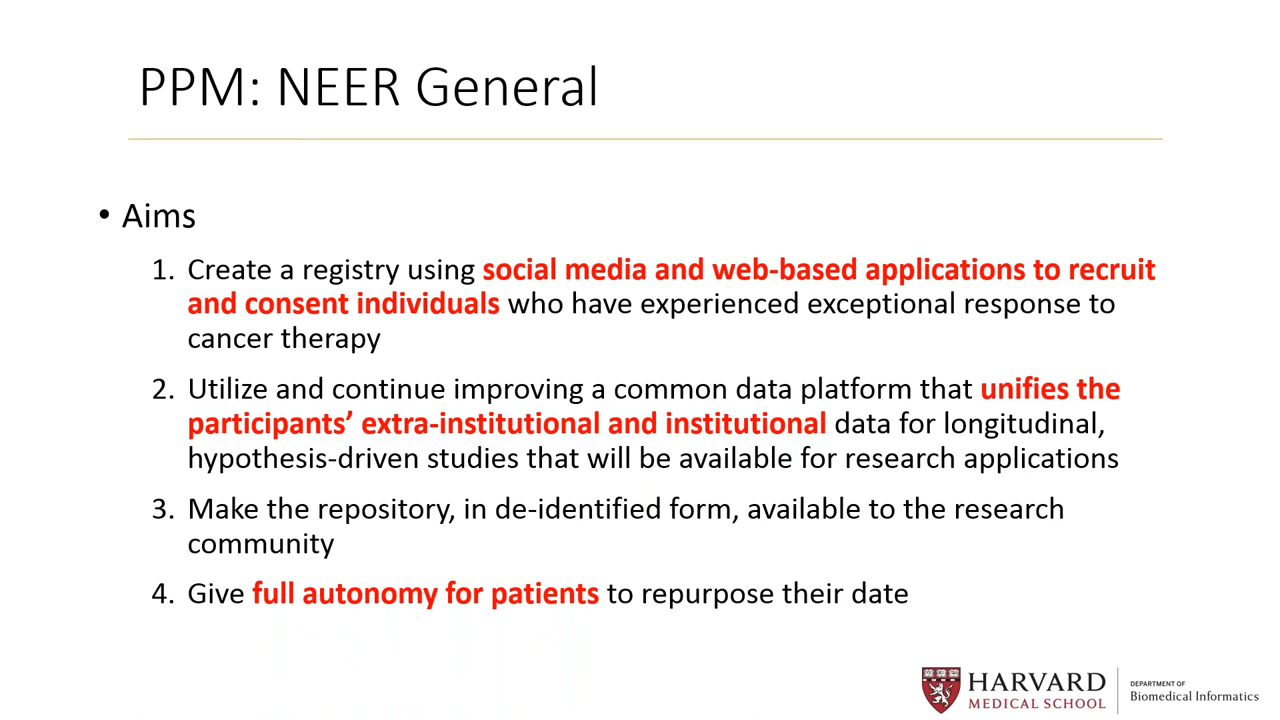 PPM: NEER General
• Aims
1. Create a registry using social media and web-based applications to recruit
and consent individuals who have experienced exceptional response to
cancer therapy
2. Utilize and continue improving a common data platform that unifies the
participants’ extra-institutional and institutional data for longitudinal,
hypothesis-driven studies that will be available for research applications
3. Make the repository, in de-identified form, available to the research
community
4. Give full autonomy for patients to repurpose their date
HARVARD
MEDICAL SCHOOL
DEPARTMENT OF
Biomedical Informatics